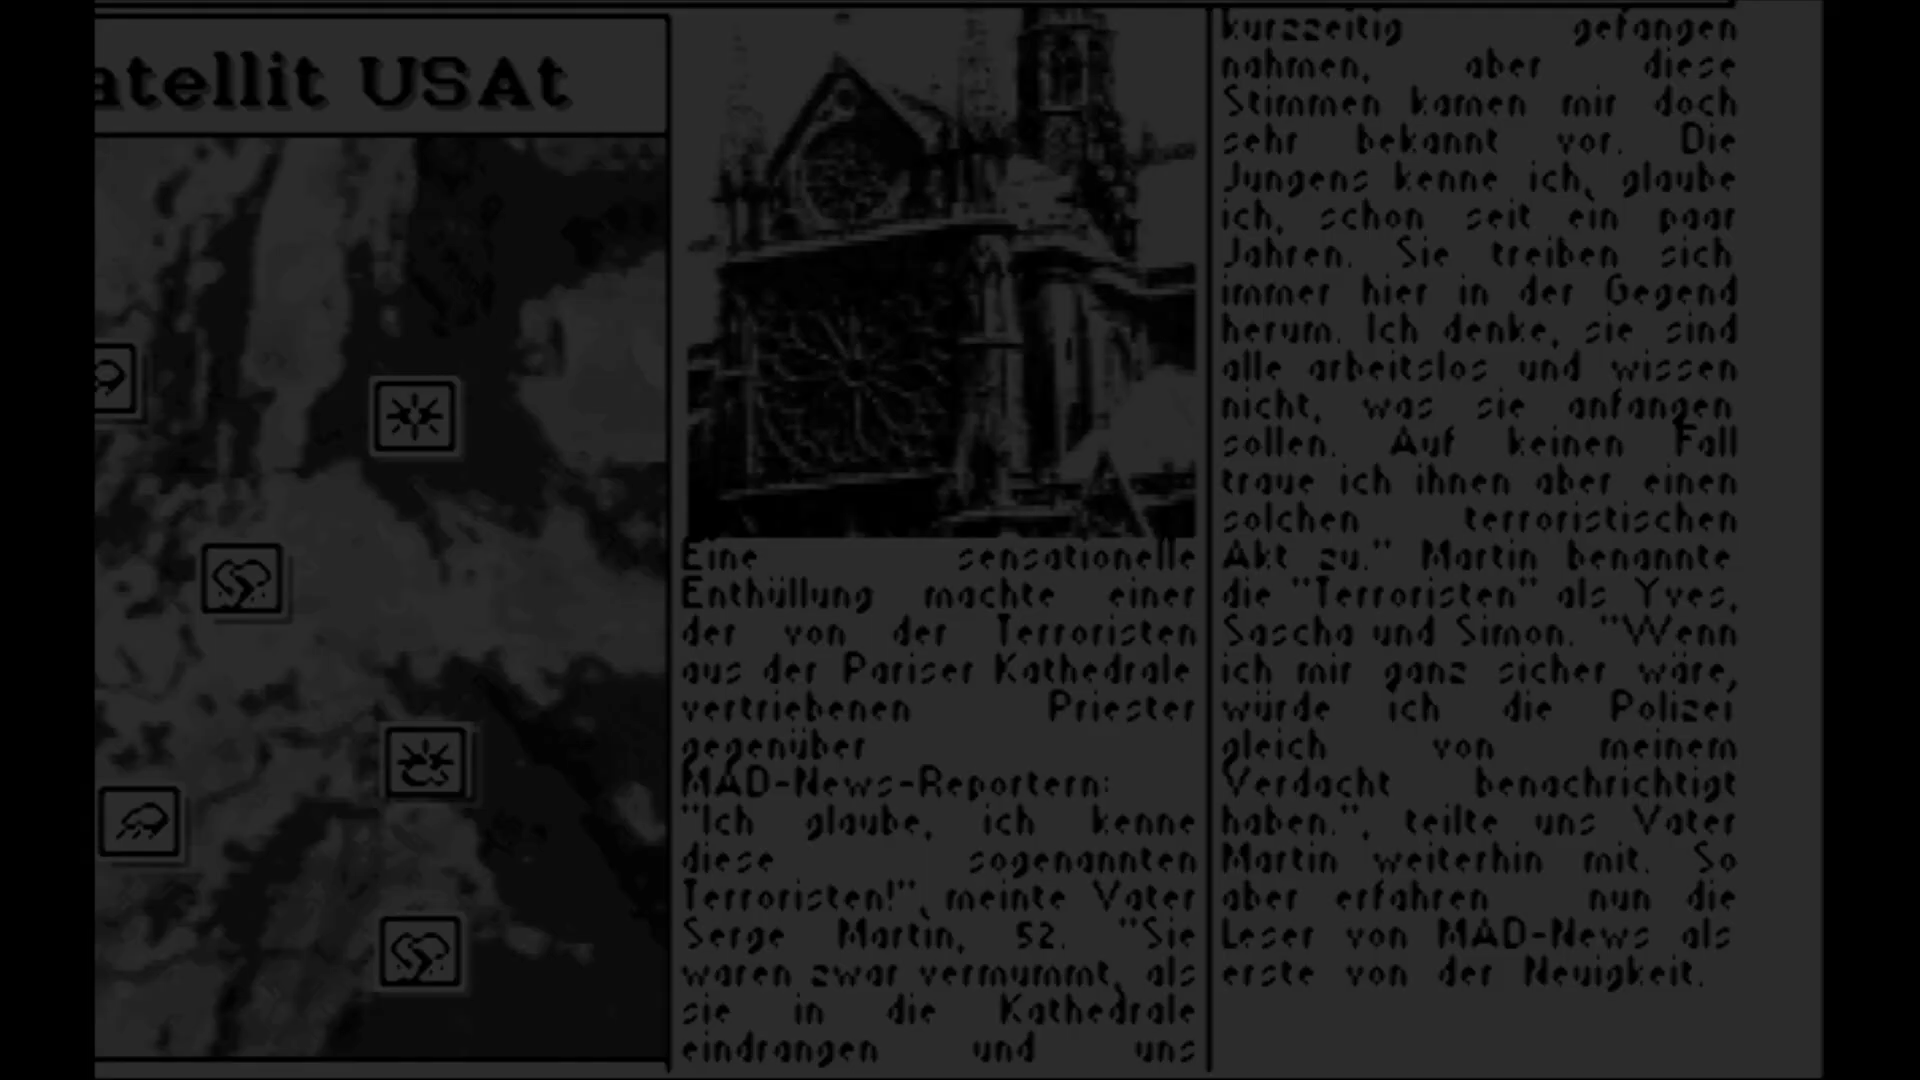 atellit USAt
Eine sensationelle
Enthüllung machte einer
der von der Terroristen
aus der Pariser Kathedrale
vertriebenen Priester
gegenüber
MAD-News-Reportern:
"Ich glaube, ich kenne
diese sogenannten
Terroristen!", meinte Vater
Serge Martin, 52. "Sie
waren zwar vermummt, als
sie in die Kathedrale
eindrangen und uns
kurzzeitig gefangen
nahmen, aber diese
Stimmen kamen mir doch
sehr bekannt vor. Die
Jungens kenne ich, glaube
ich, schon seit ein paar
Jahren. Sie treiben sich
immer hier in der Gegend
herum. Ich denke, sie sind
alle arbeitslos und wissen
nicht, was sie anfangen
sollen. Auf keinen Fall
traue ich ihnen aber einen
solchen terroristischen
Akt zu." Martin benannte
die "Terroristen" als Yves,
Sascha und Simon. "Wenn
ich mir ganz sicher wäre,
würde ich die Polizei
gleich von meinem
Verdacht benachrichtigt
haben.", teilte uns Vater
Martin weiterhin mit. So
aber erfahren nun die
Leser von MAD-News als
erste von der Neuigkeit.